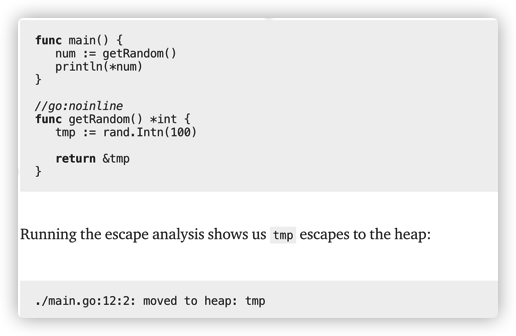 func main() {
   num := getRandom()
   println(*num)
}
//go:noinline
func getRandom() *int {
   tmp := rand.Intn(100)
   return &tmp
}
Running the escape analysis shows us tmp escapes to the heap:
./main.go:12:2: moved to heap: tmp